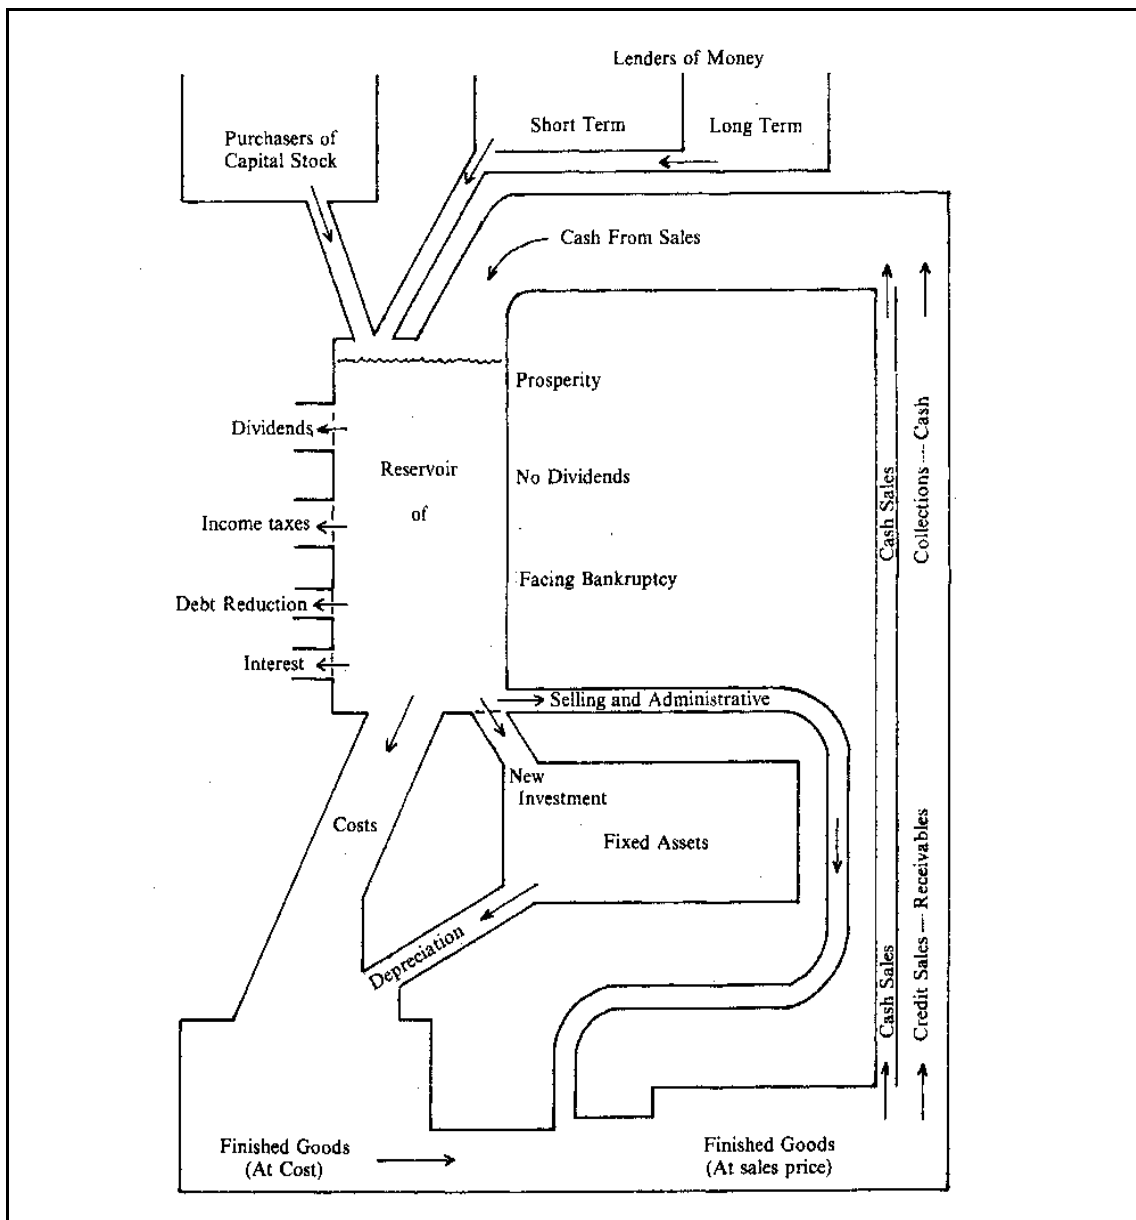 Lenders of Money
Short Term
Long Term
Purchasers of
Capital Stock
Cash From Sales
Prosperity
Dividends
Reservoir
No Dividends
of
Income taxes
Facing Bankruptcy
Debt Reduction
Interest
Selling and Administrative
New
Investment
Costs
Fixed Assets
Depreciation
Cash Sales
Collections — Cash
Cash Sales
Credit Sales — Receivables
Finished Goods
(At Cost)
Finished Goods
(At sales price)